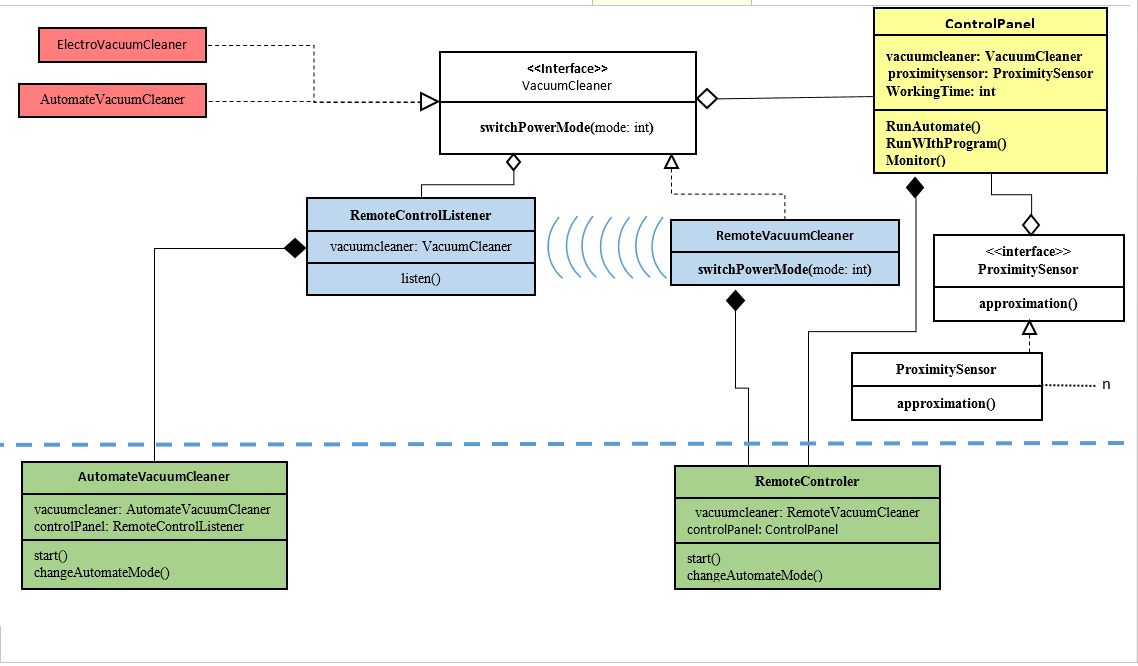 ElectroVacuumCleaner
AutomateVacuumCleaner
<<Interface>>
VacuumCleaner
switchPowerMode(mode: int)
ControlPanel
vacuumcleaner: VacuumCleaner
proximitysensor: ProximitySensor
WorkingTime: int
RunAutomate()
RunWIthProgram()
Monitor()
RemoteControlListener
vacuumcleaner: VacuumCleaner
listen()
RemoteVacuumCleaner
switchPowerMode(mode: int)
<<interface>>
ProximitySensor
approximation()
ProximitySensor
approximation()
n
AutomateVacuumCleaner
vacuumcleaner: AutomateVacuumCleaner
controlPanel: RemoteControlListener
start()
changeAutomateMode()
RemoteControler
vacuumcleaner: RemoteVacuumCleaner
controlPanel: ControlPanel
start()
changeAutomateMode()